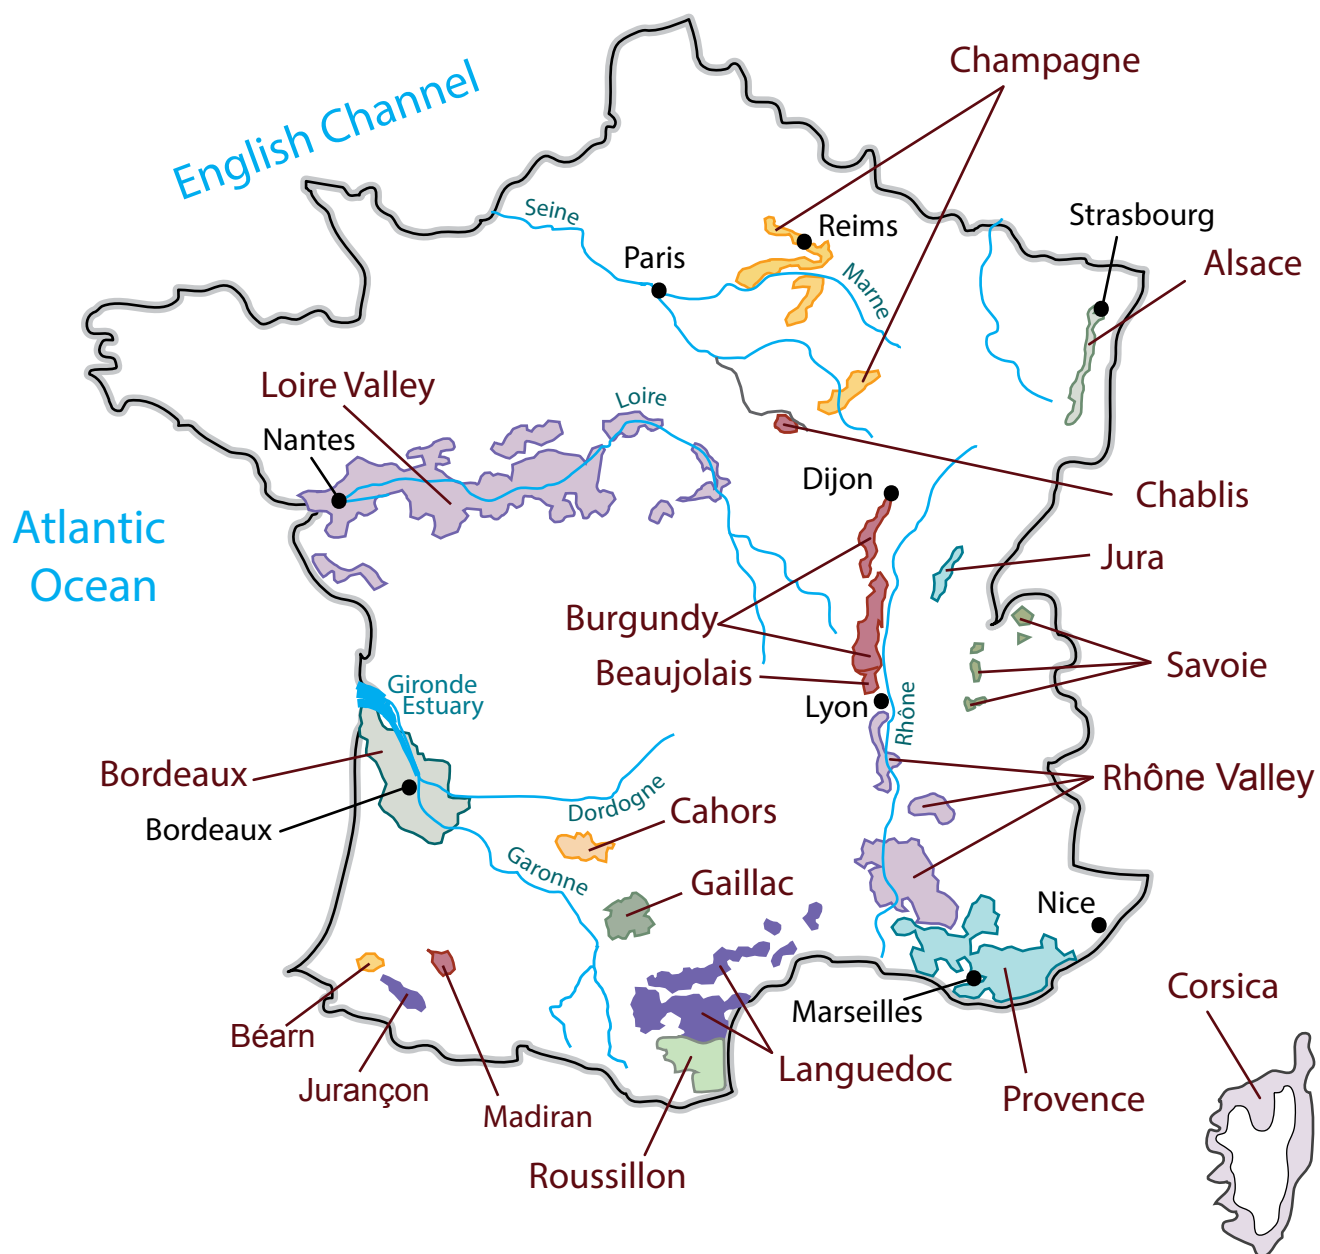 Champagne
English Channel
Seine
Reims
Strasbourg
Paris
Alsace
Marne
Loire Valley
Loire
Nantes
Dijon
Chablis
Atlantic
Ocean
Jura
Burgundy
Beaujolais
Savoie
Gironde
Estuary
Lyon
Rhône
Bordeaux
Rhône Valley
Dordogne
Cahors
Bordeaux
Garonne
Gaillac
Nice
Corsica
Marseilles
Béarn
Languedoc
Jurançon
Provence
Madiran
Roussillon